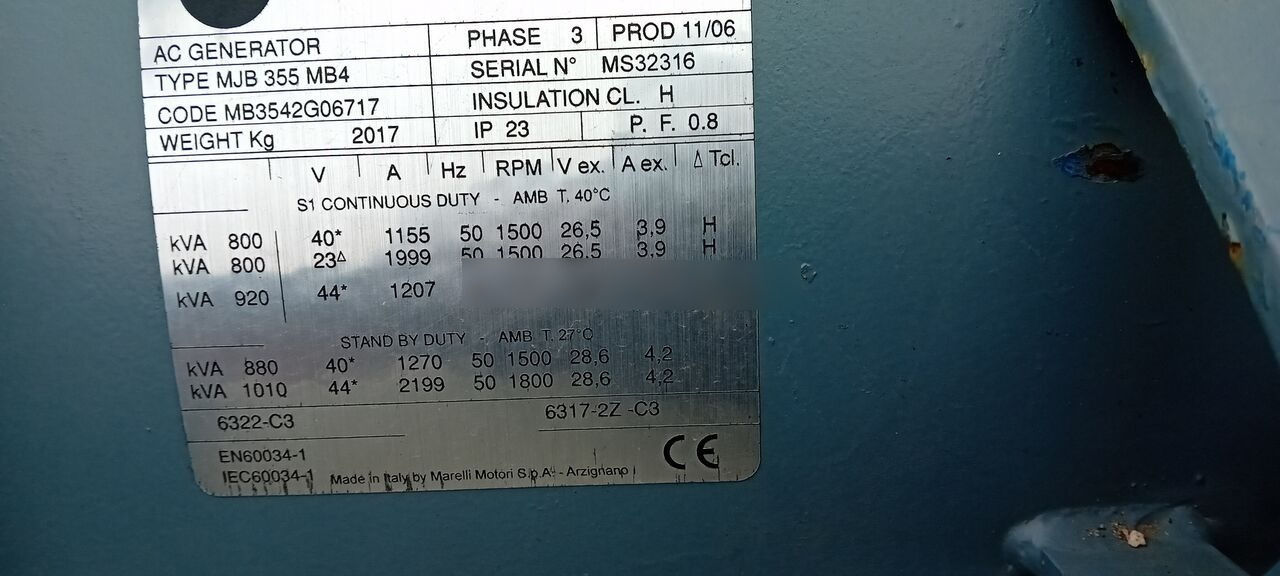 AC GENERATOR PHASE 3 PROD 11/06
TYPE MJB 355 MB4 SERIAL N° MS32316
CODE MB3542G06717 INSULATION CL. H
WEIGHT Kg 2017 IP 23 P. F. 0.8
V A Hz RPM V ex. A ex. Δ Tcl.
S1 CONTINUOUS DUTY - AMB T. 40°C
kVA 800 40* 1155 50 1500 26,5 3,9 H
kVA 800 23Δ 1999 50 1500 26,5 3,9 H
kVA 920 44* 1207
STAND BY DUTY - AMB T. 27°C
kVA 880 40* 1270 50 1500 28,6 4,2
kVA 1010 44* 2199 50 1800 28,6 4,2
6322-C3 6317-2Z -C3
EN60034-1
IEC60034-1 Made in Italy by Marelli Motori S.p.A. - Arzignano CE